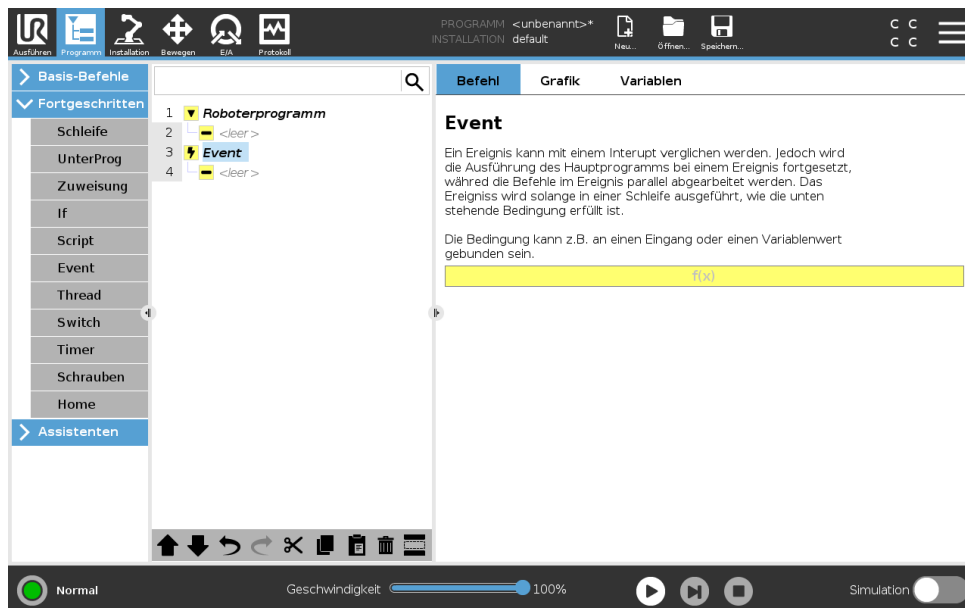 PROGRAMM <unbenannt>*
INSTALLATION default
Ausführen Programm Installation Bewegen E/A Protokoll Neu... Öffnen... Speichern...
C C
C C
Basis-Befehle
Fortgeschritten
Schleife
UnterProg
Zuweisung
If
Script
Event
Thread
Switch
Timer
Schrauben
Home
Assistenten
1 Roboterprogramm
2 <leer>
3 Event
4 <leer>
Befehl Grafik Variablen
Event
Ein Ereignis kann mit einem Interupt verglichen werden. Jedoch wird
die Ausführung des Hauptprogramms bei einem Ereignis fortgesetzt,
währed die Befehle im Ereignis parallel abgearbeitet werden. Das
Ereigniss wird solange in einer Schleife ausgeführt, wie die unten
stehende Bedingung erfüllt ist.
Die Bedingung kann z.B. an einen Eingang oder einen Variablenwert
gebunden sein.
f(x)
Normal Geschwindigkeit 100% Simulation